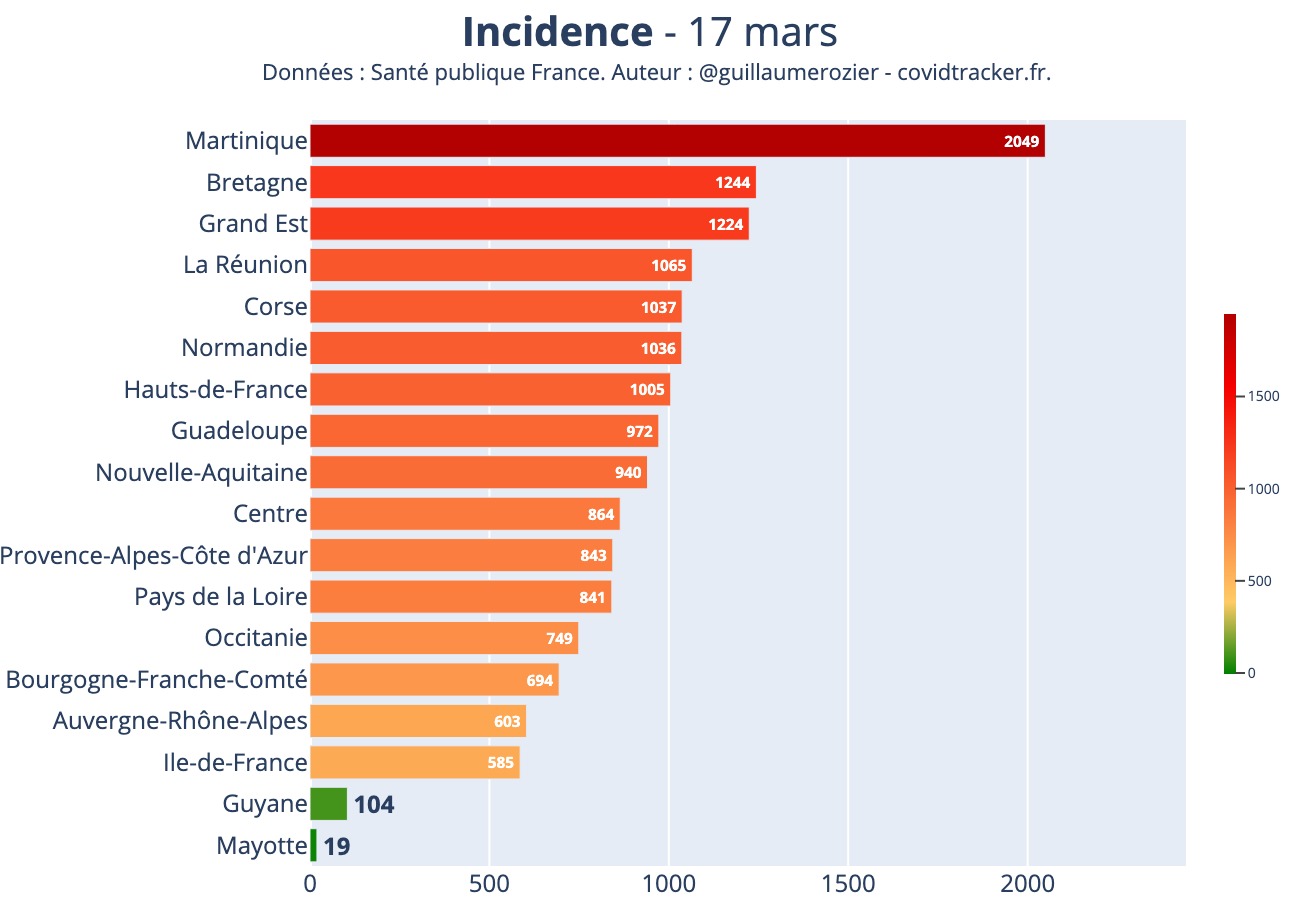 Incidence - 17 mars
Données : Santé publique France. Auteur : @guillaumerozier - covidtracker.fr.
Martinique 2049
Bretagne 1244
Grand Est 1224
La Réunion 1065
Corse 1037
Normandie 1036
Hauts-de-France 1005
Guadeloupe 972
Nouvelle-Aquitaine 940
Centre 864
Provence-Alpes-Côte d'Azur 843
Pays de la Loire 841
Occitanie 749
Bourgogne-Franche-Comté 694
Auvergne-Rhône-Alpes 603
Ile-de-France 585
Guyane 104
Mayotte 19
0 500 1000 1500 2000
1500
1000
500
0